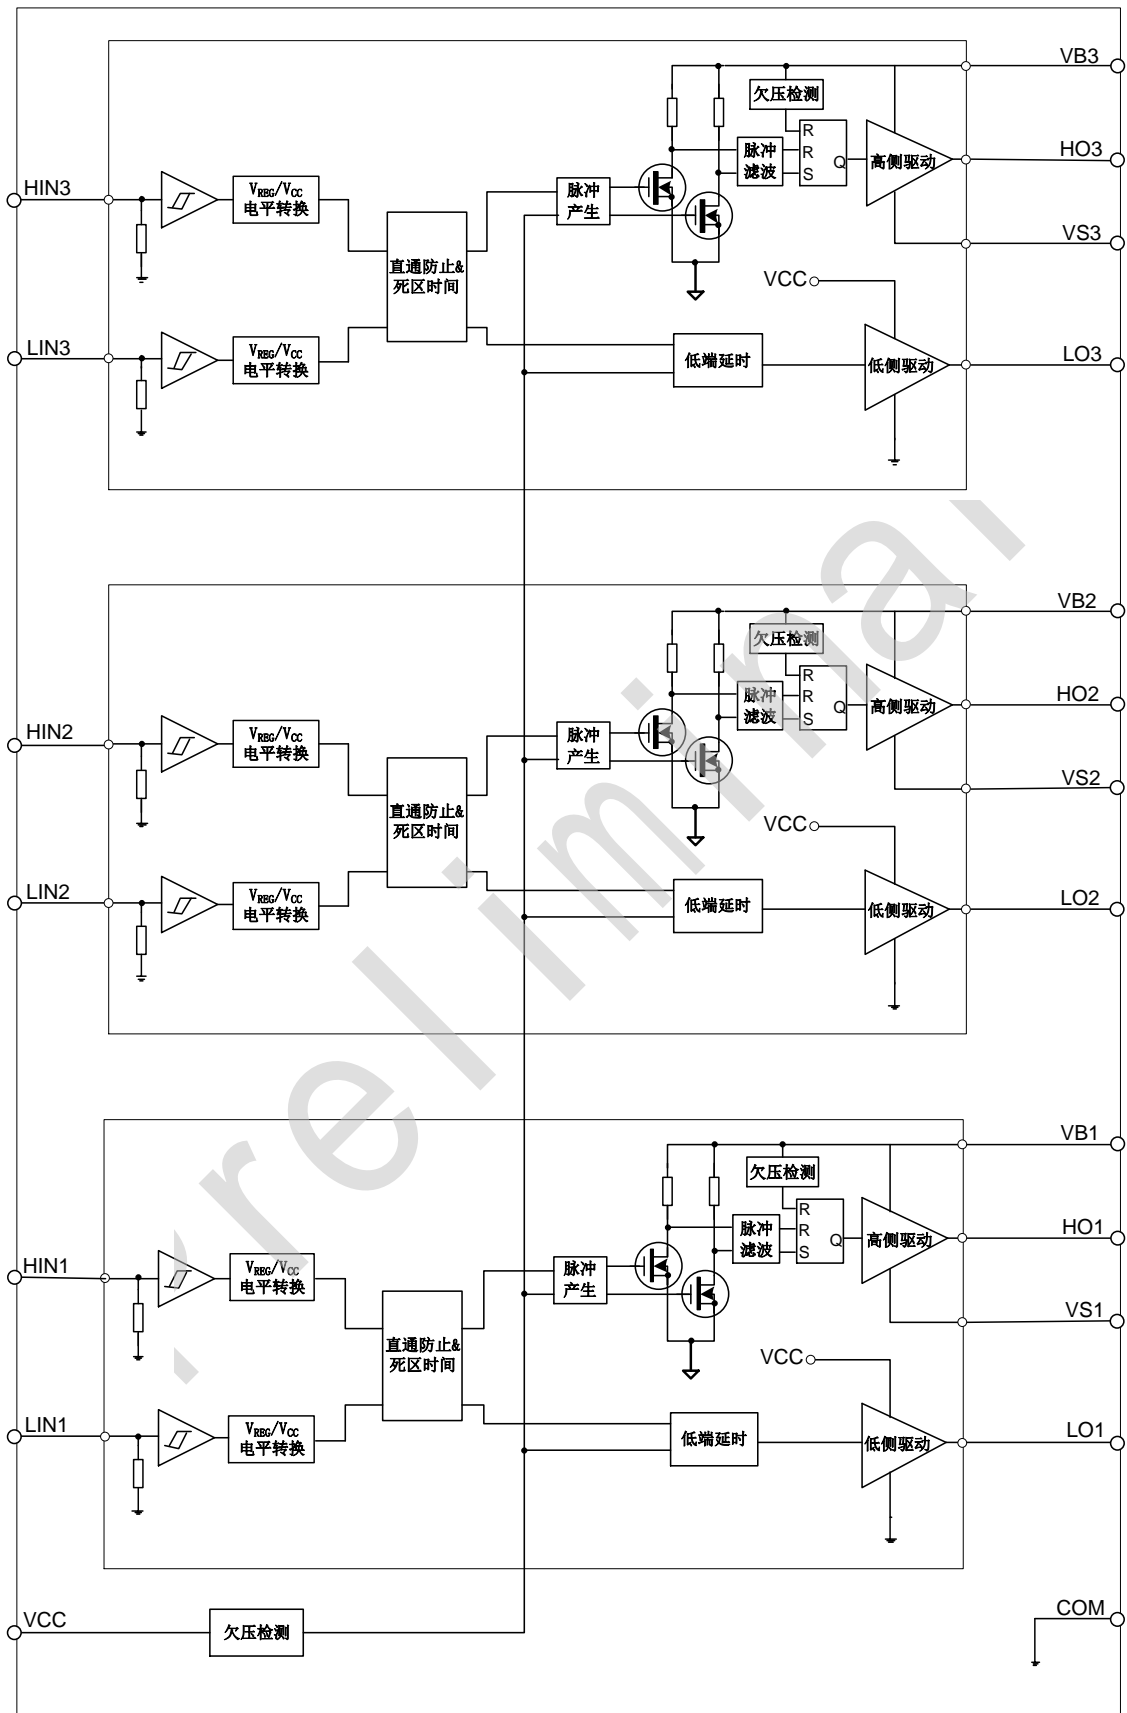 VB3
欠压检测
R
HO3
脉冲
滤波
R
S
Q
高侧驱动
HIN3
VREG/VCC
电平转换
脉冲
产生
VS3
直通防止&
死区时间
VCC
LIN3
VREG/VCC
电平转换
低端延时
低侧驱动
LO3
VB2
欠压检测
R
HO2
脉冲
滤波
R
S
Q
高侧驱动
HIN2
VREG/VCC
电平转换
脉冲
产生
VS2
直通防止&
死区时间
VCC
LIN2
VREG/VCC
电平转换
低端延时
低侧驱动
LO2
VB1
欠压检测
R
HO1
脉冲
滤波
R
S
Q
高侧驱动
HIN1
VREG/VCC
电平转换
脉冲
产生
VS1
直通防止&
死区时间
VCC
LIN1
VREG/VCC
电平转换
低端延时
低侧驱动
LO1
VCC
欠压检测
COM